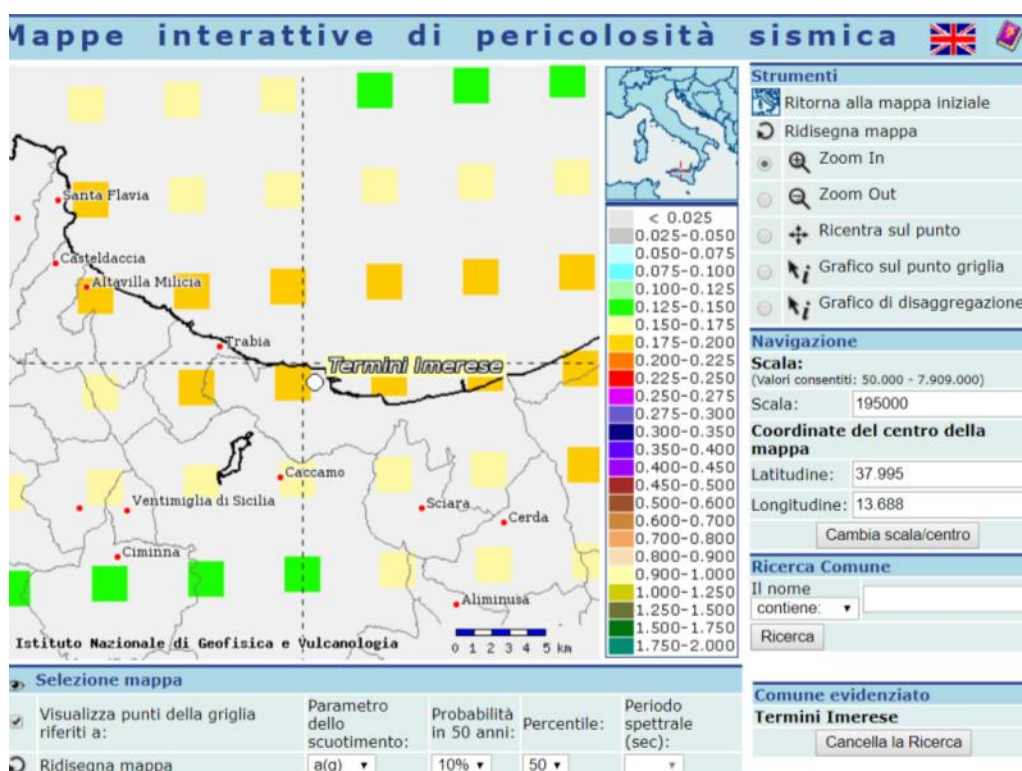 Mappe interattive di pericolosità sismica
Santa Flavia
Casteldaccia
Altavilla Milicia
Trabia
Termini Imerese
Caccamo
Ventimiglia di Sicilia
Sciara
Cerda
Ciminna
Aliminusa
Istituto Nazionale di Geofisica e Vulcanologia
0 1 2 3 4 5 km
< 0.025
0.025-0.050
0.050-0.075
0.075-0.100
0.100-0.125
0.125-0.150
0.150-0.175
0.175-0.200
0.200-0.225
0.225-0.250
0.250-0.275
0.275-0.300
0.300-0.350
0.350-0.400
0.400-0.450
0.450-0.500
0.500-0.600
0.600-0.700
0.700-0.800
0.800-0.900
0.900-1.000
1.000-1.250
1.250-1.500
1.500-1.750
1.750-2.000
Strumenti
Ritorna alla mappa iniziale
Ridisegna mappa
Zoom In
Zoom Out
Ricentra sul punto
Grafico sul punto griglia
Grafico di disaggregazione
Navigazione
Scala:
(Valori consentiti: 50.000 - 7.909.000)
Scala: 195000
Coordinate del centro della
mappa
Latitudine: 37.995
Longitudine: 13.688
Cambia scala/centro
Ricerca Comune
Il nome
contiene:
Ricerca
Comune evidenziato
Termini Imerese
Cancella la Ricerca
Selezione mappa
Visualizza punti della griglia
riferiti a:
Parametro
dello
scuotimento:
Probabilità
in 50 anni:
Percentile:
Periodo
spettrale
(sec):
Ridisegna mappa
a(g)
10%
50